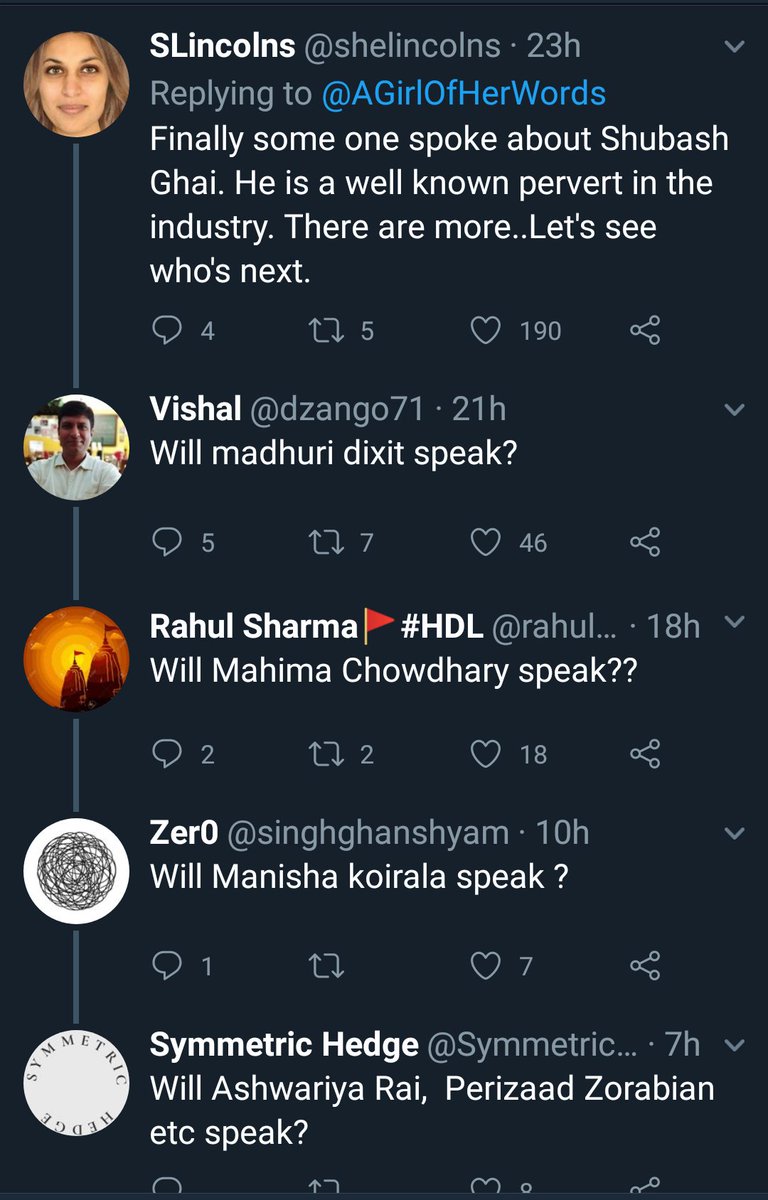 SLincolns @shelincolns · 23h
Replying to @AGirlOfHerWords
Finally some one spoke about Shubash
Ghai. He is a well known pervert in the
industry. There are more..Let's see
who's next.
4 5 190
Vishal @dzango71 · 21h
Will madhuri dixit speak?
5 7 46
Rahul Sharma🚩#HDL @rahul... · 18h
Will Mahima Chowdhary speak??
2 2 18
Zer0 @singhghanshyam · 10h
Will Manisha koirala speak ?
1 7
SYMMETRIC HEDGE
Symmetric Hedge @Symmetric... · 7h
Will Ashwariya Rai, Perizaad Zorabian
etc speak?